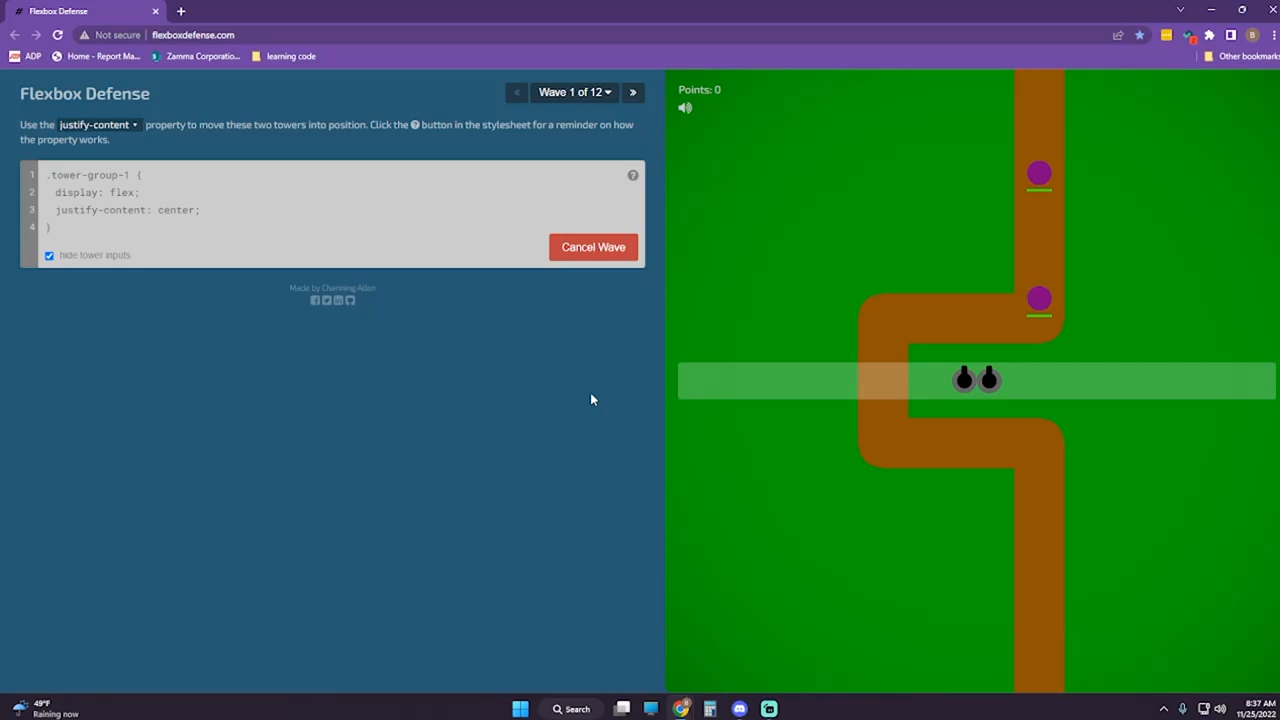 Flexbox Defense
Not secure flexboxdefense.com
B
ADP Home - Report Ma... Zamma Corporatio... learning code Other bookmarks
Flexbox Defense
Wave 1 of 12
Points: 0
Use the justify-content property to move these two towers into position. Click the ? button in the stylesheet for a reminder on how
the property works.
1 .tower-group-1 {
2 display: flex;
3 justify-content: center;
4 }
hide tower inputs
Cancel Wave
Made by Channing Allen
49°F
Raining now
Search
8:37 AM
11/25/2022